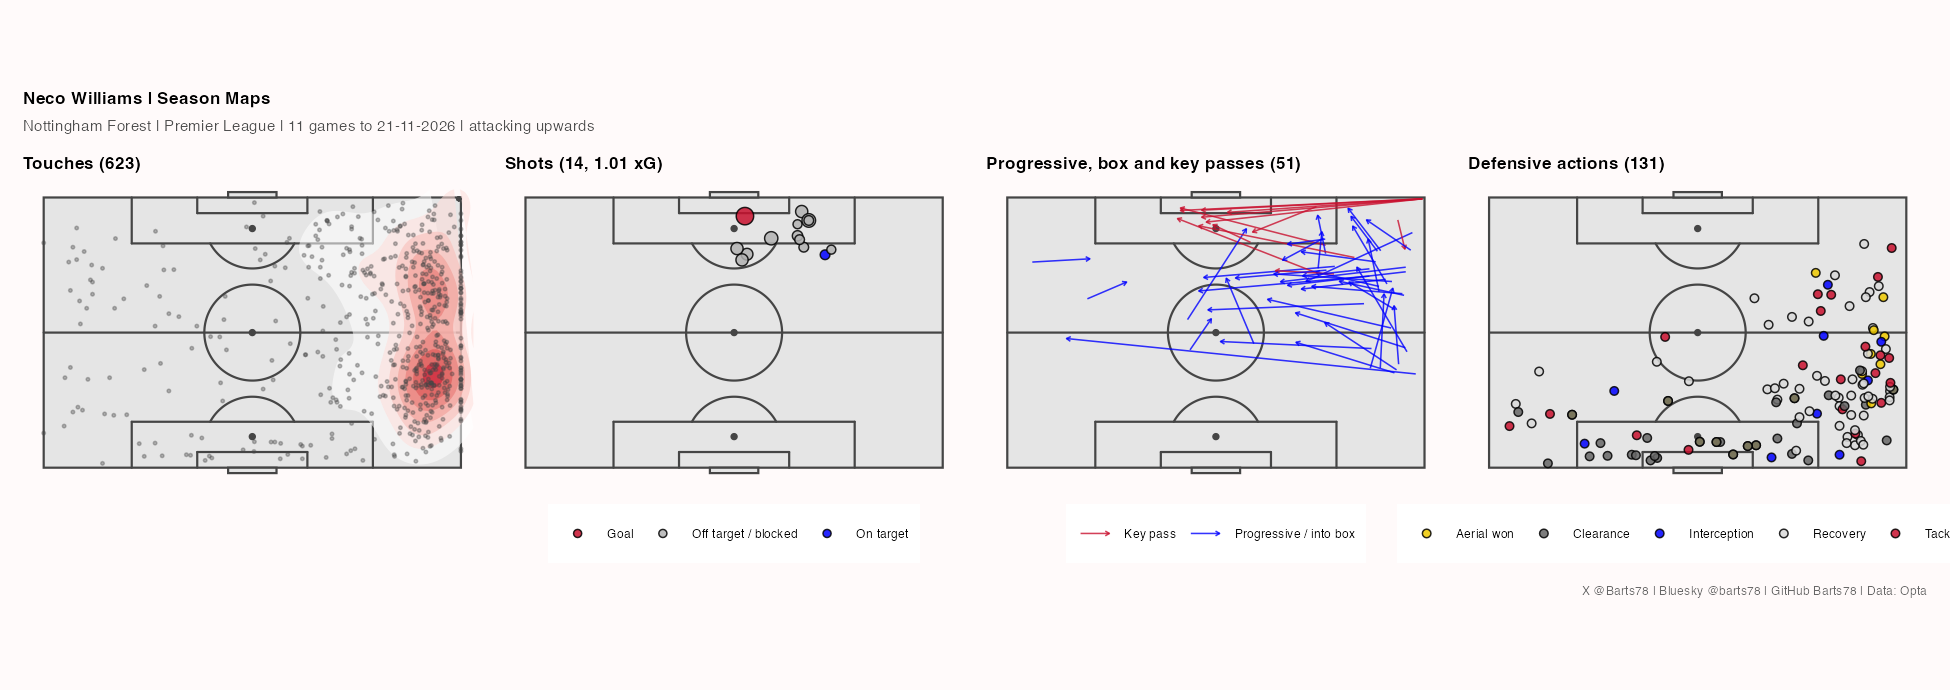 Neco Williams | Season Maps
Nottingham Forest | Premier League | 11 games to 21-11-2026 | attacking upwards
Touches (623)
Shots (14, 1.01 xG)
Progressive, box and key passes (51)
Defensive actions (131)
Goal
Off target / blocked
On target
Key pass
Progressive / into box
Aerial won
Clearance
Interception
Recovery
Tack
X @Barts78 | Bluesky @barts78 | GitHub Barts78 | Data: Opta